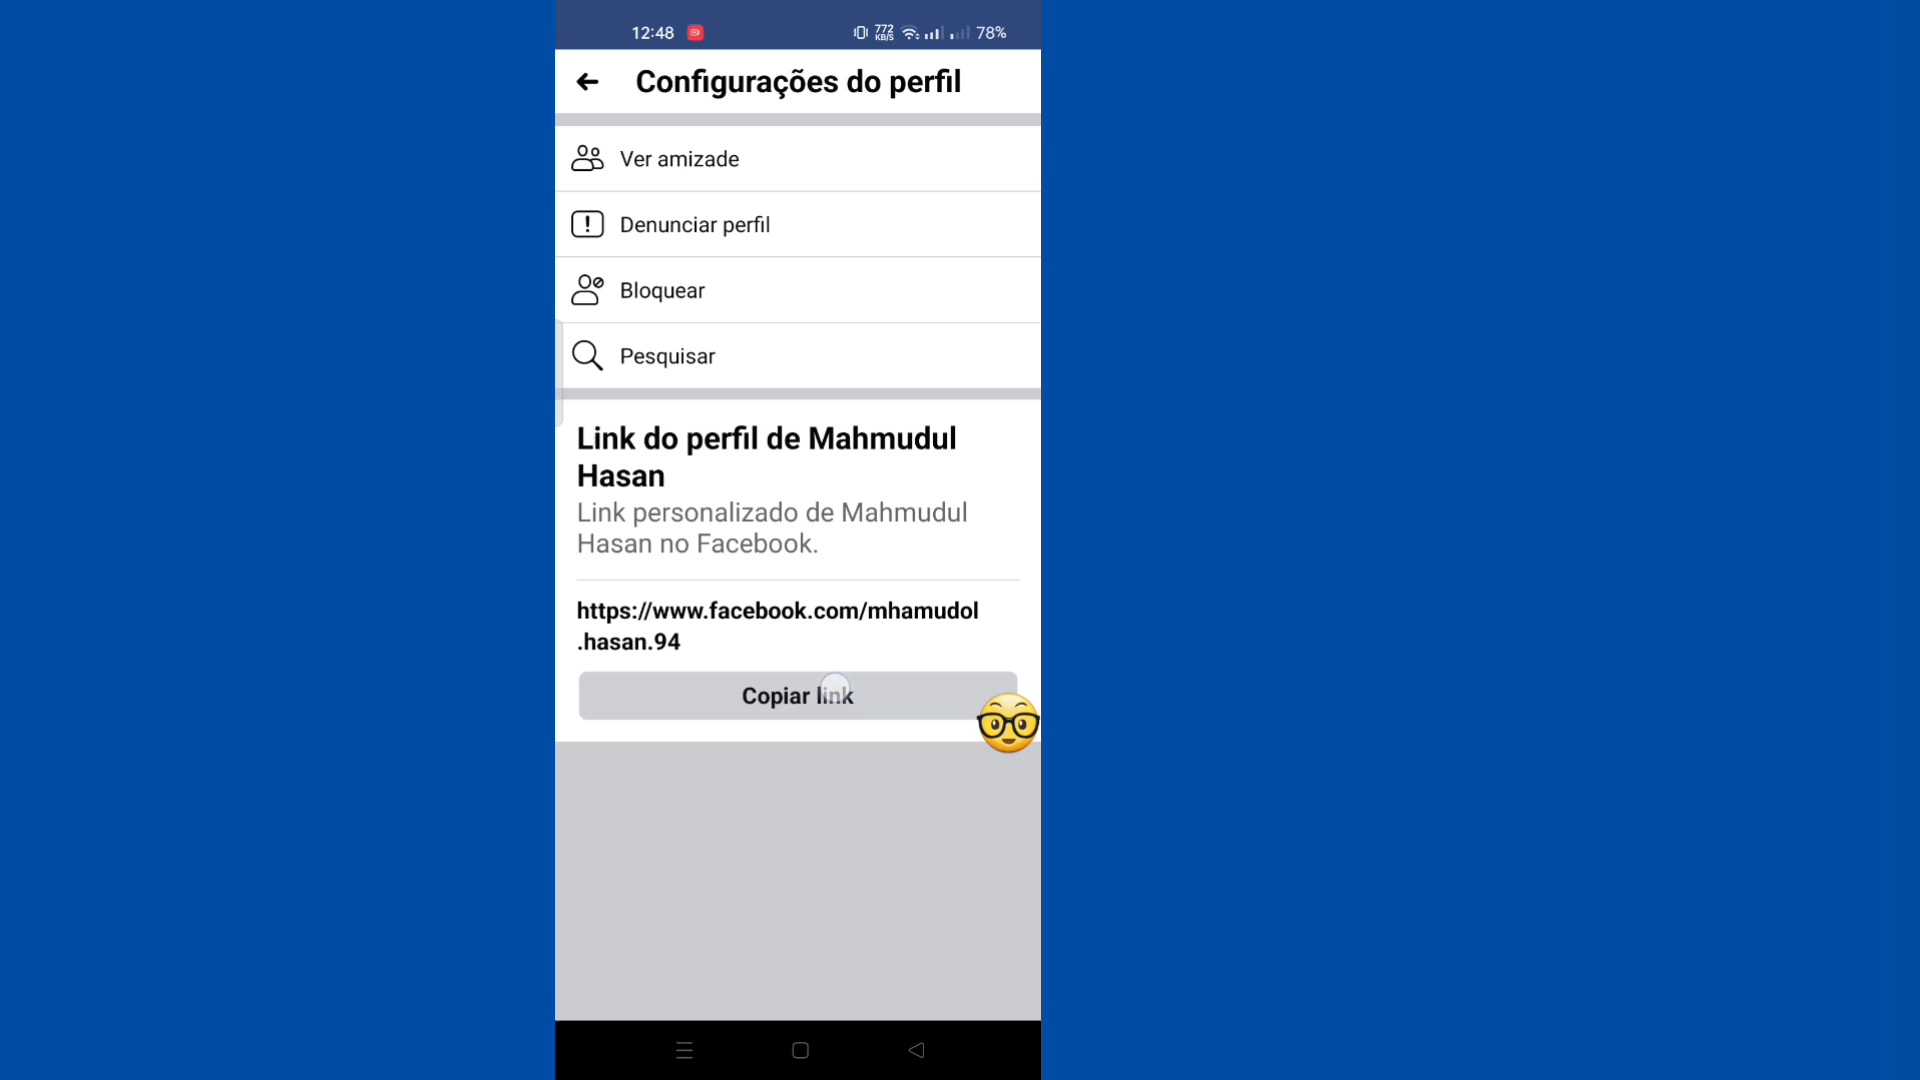 12:48
772
KB/S
78%
Configurações do perfil
Ver amizade
Denunciar perfil
Bloquear
Pesquisar
Link do perfil de Mahmudul
Hasan
Link personalizado de Mahmudul
Hasan no Facebook.
https://www.facebook.com/mhamudol
.hasan.94
Copiar link